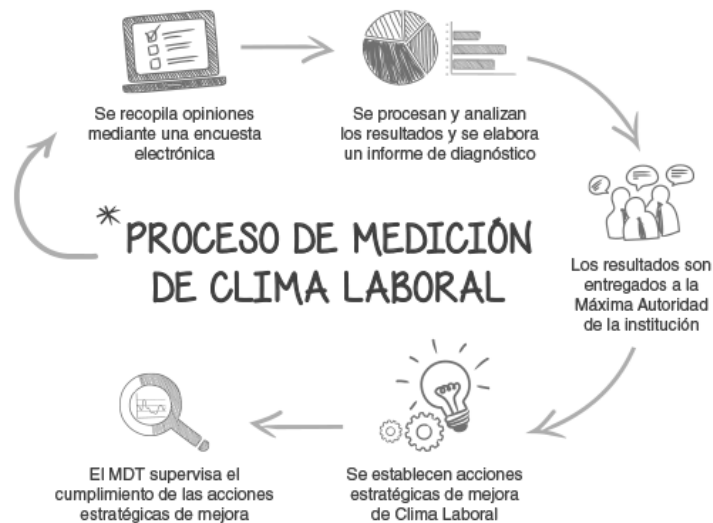 Se recopila opiniones
mediante una encuesta
electrónica
Se procesan y analizan
los resultados y se elabora
un informe de diagnóstico
Los resultados son
entregados a la
Máxima Autoridad
de la institución
* PROCESO DE MEDICIÓN
DE CLIMA LABORAL
Se establecen acciones
estratégicas de mejora
de Clima Laboral
El MDT supervisa el
cumplimiento de las acciones
estratégicas de mejora